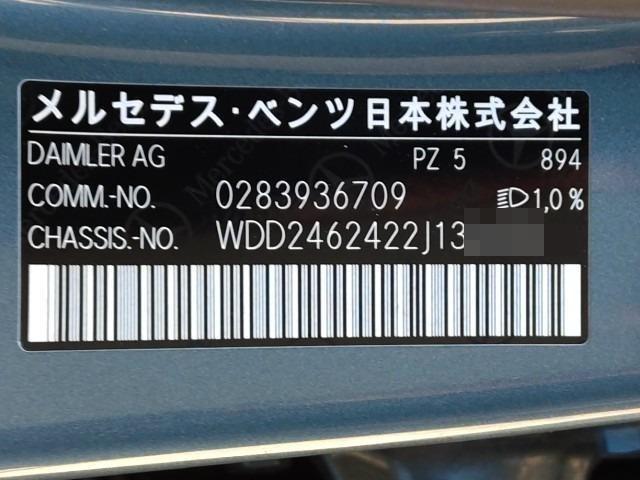 メルセデス・ベンツ日本株式会社
DAIMLER AG PZ 5 894
COMM.-NO. 0283936709 1,0%
CHASSIS.-NO. WDD2462422J13